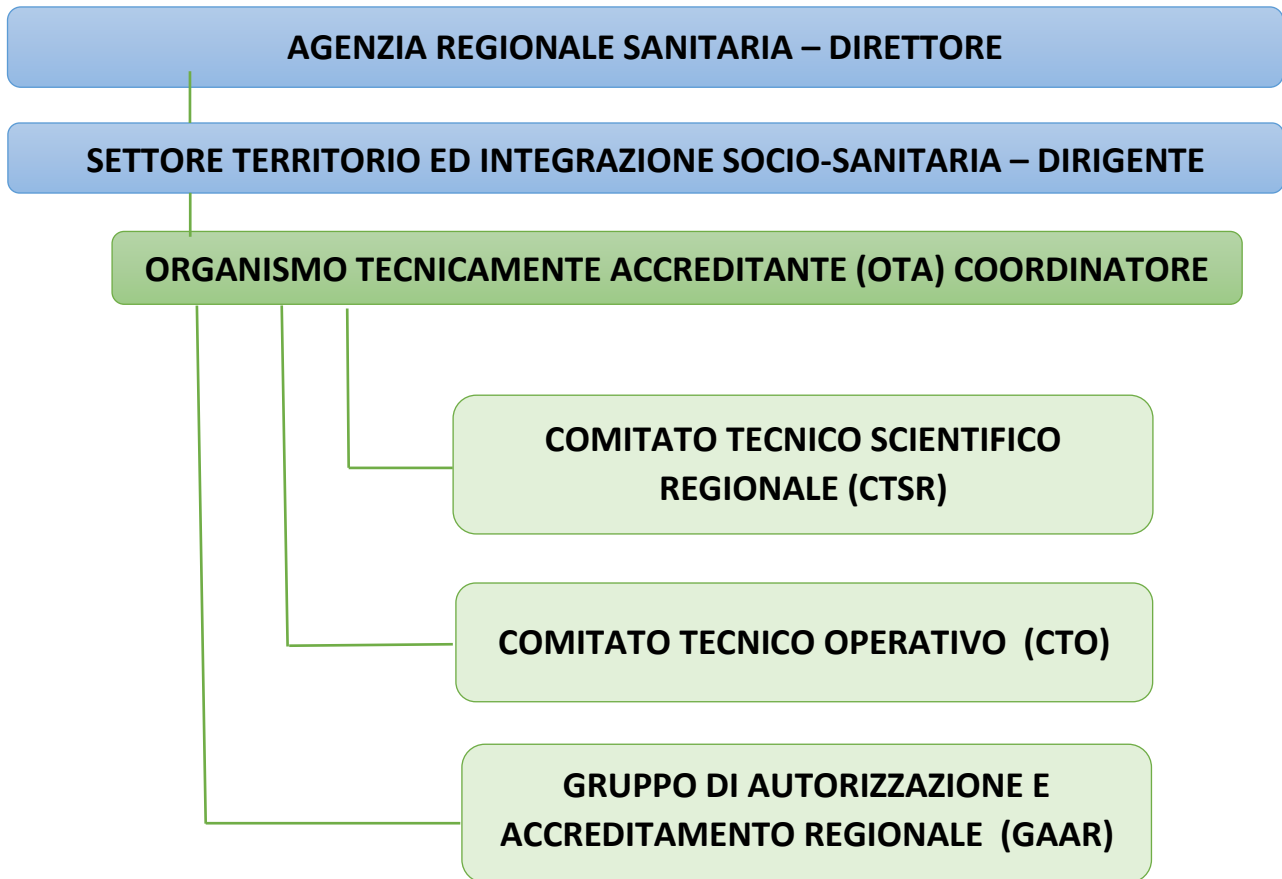 AGENZIA REGIONALE SANITARIA – DIRETTORE
SETTORE TERRITORIO ED INTEGRAZIONE SOCIO-SANITARIA – DIRIGENTE
ORGANISMO TECNICAMENTE ACCREDITANTE (OTA) COORDINATORE
COMITATO TECNICO SCIENTIFICO
REGIONALE (CTSR)
COMITATO TECNICO OPERATIVO (CTO)
GRUPPO DI AUTORIZZAZIONE E
ACCREDITAMENTO REGIONALE (GAAR)